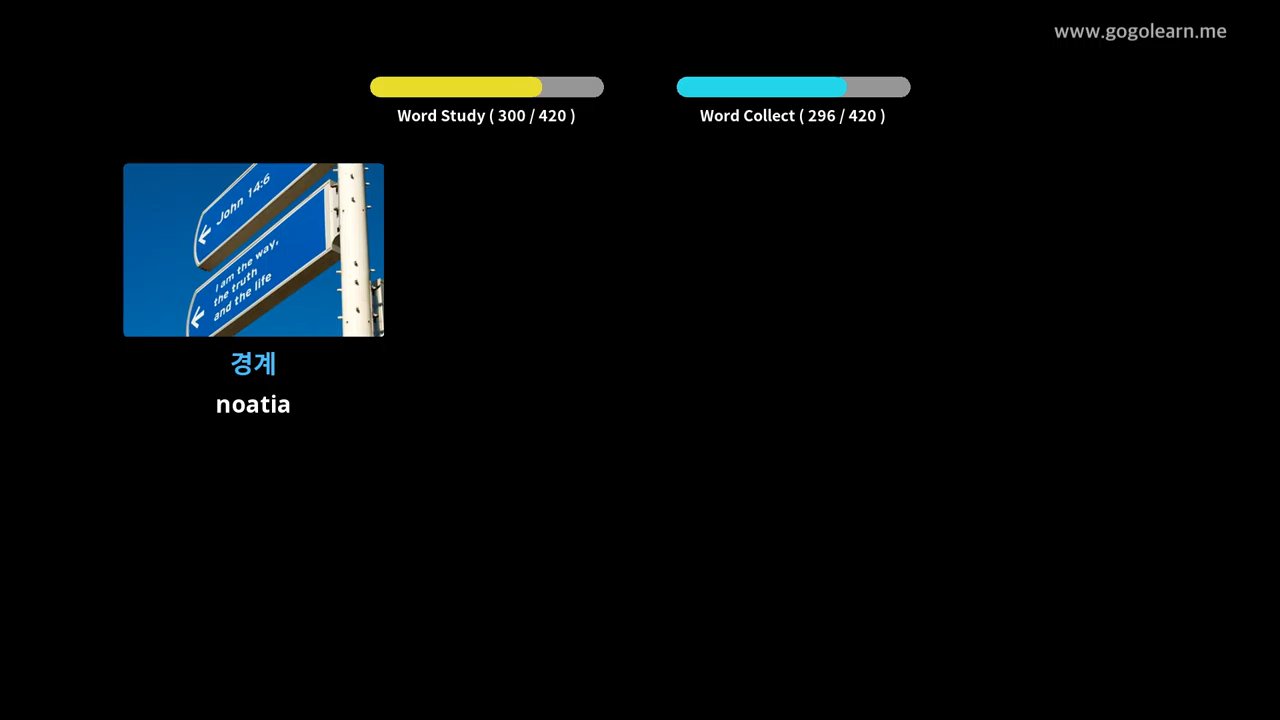 www.gogolearn.me
Word Study ( 300 / 420 )
Word Collect ( 296 / 420 )
John 14:6
I am the way,
the truth
and the life
경계
noatia